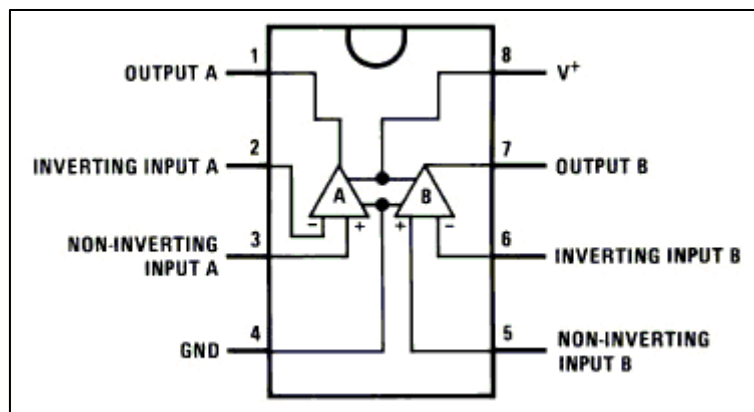 1
OUTPUT A
2
INVERTING INPUT A
3
NON-INVERTING
INPUT A
4
GND
8
V+
7
OUTPUT B
6
INVERTING INPUT B
5
NON-INVERTING
INPUT B
A
B
−
+
+
−